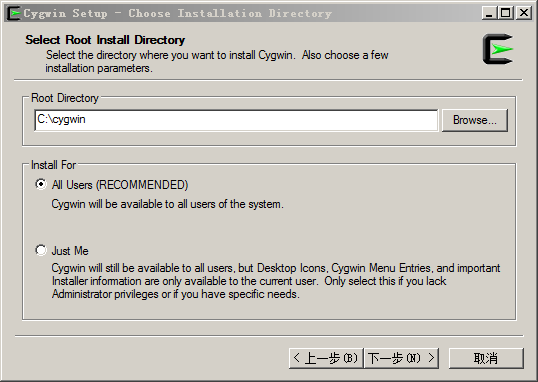 Cygwin Setup - Choose Installation Directory
Select Root Install Directory
Select the directory where you want to install Cygwin. Also choose a few
installation parameters.
Root Directory
C:\cygwin
Browse...
Install For
All Users (RECOMMENDED)
Cygwin will be available to all users of the system.
Just Me
Cygwin will still be available to all users, but Desktop Icons, Cygwin Menu Entries, and important
Installer information are only available to the current user. Only select this if you lack
Administrator privileges or if you have specific needs.
< 上一步(B) 下一步(N) > 取消